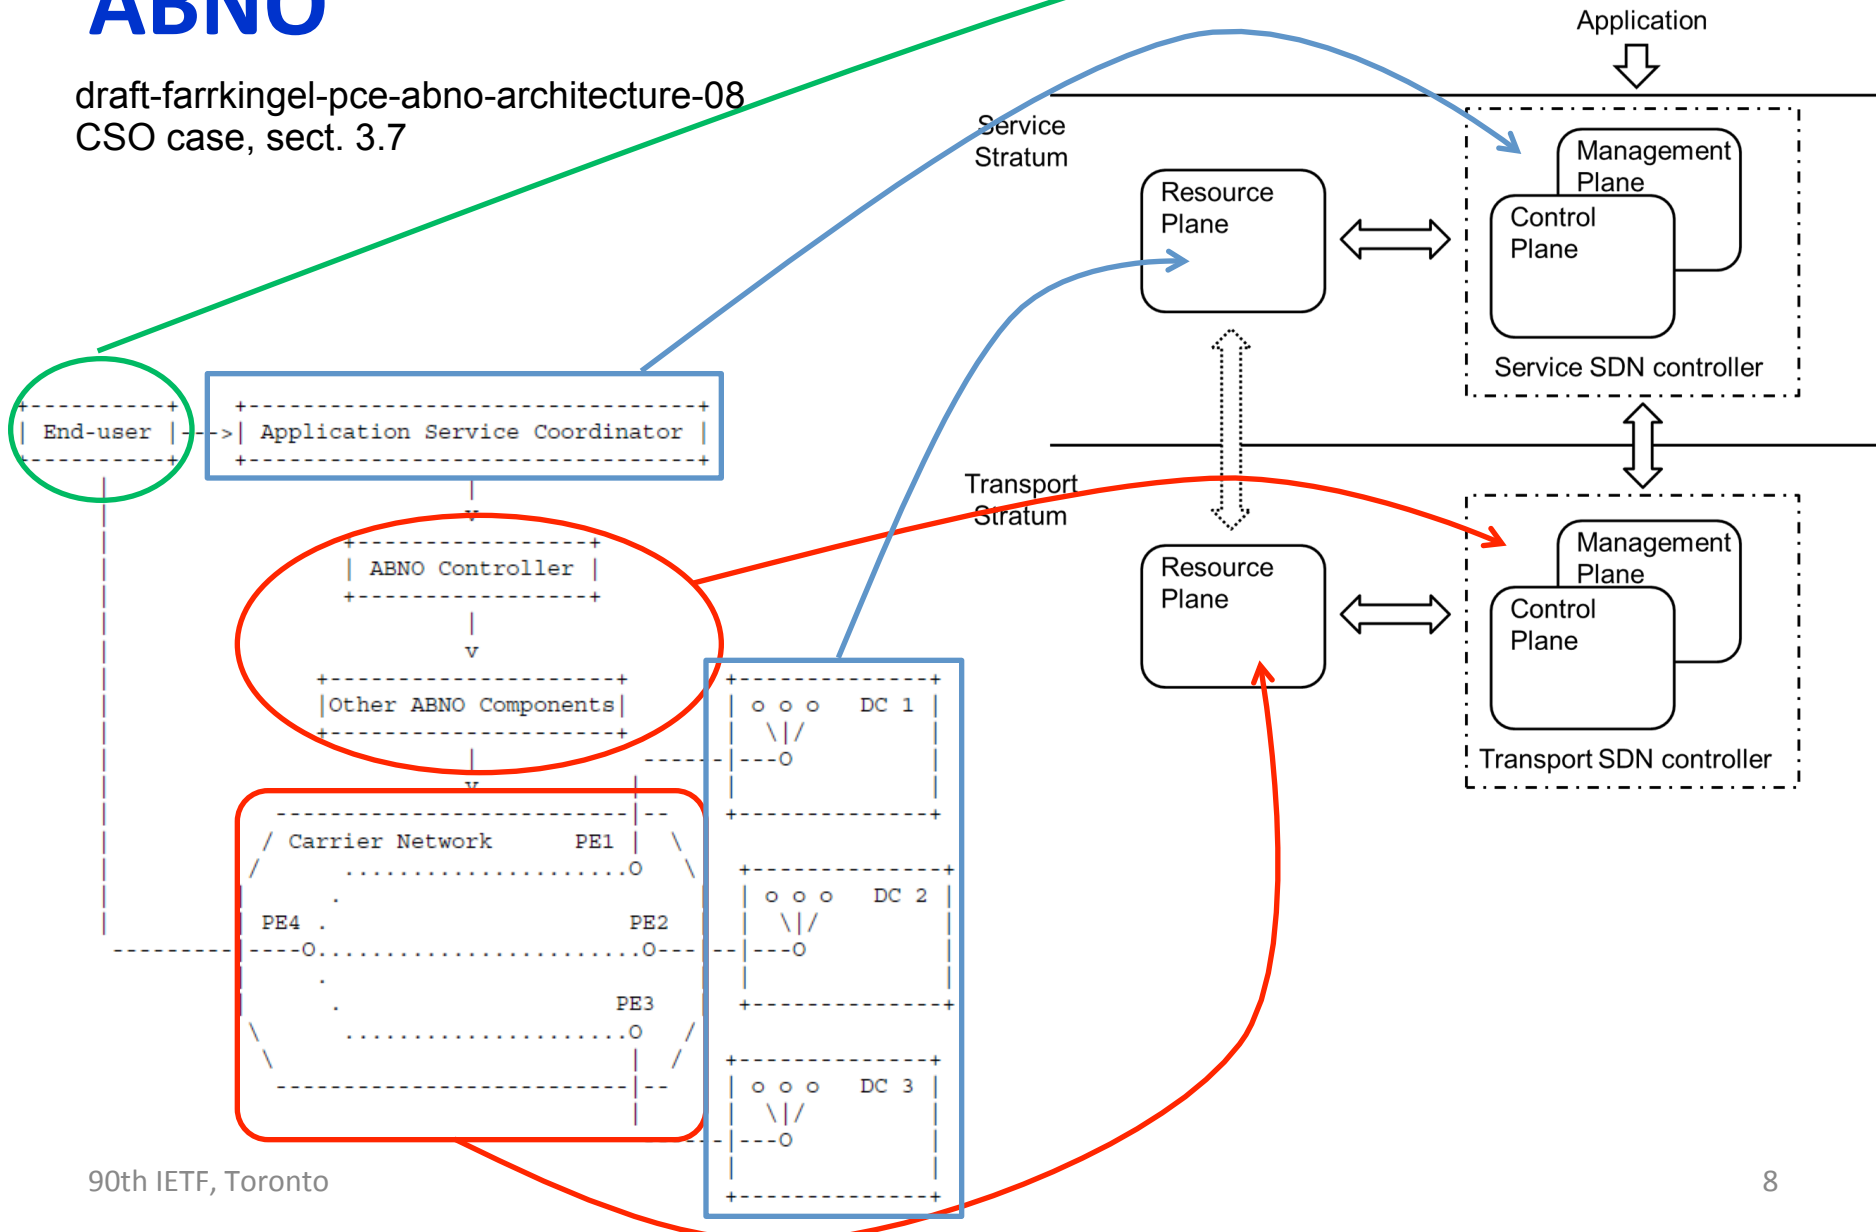 ABNO
draft-farrkingel-pce-abno-architecture-08
CSO case, sect. 3.7
End-user
Application Service Coordinator
ABNO Controller
Other ABNO Components
DC 1
Carrier Network
PE1
DC 2
PE4
PE2
PE3
DC 3
Application
Service
Stratum
Resource
Plane
Management
Plane
Control
Plane
Service SDN controller
Transport
Stratum
Resource
Plane
Management
Plane
Control
Plane
Transport SDN controller
90th IETF, Toronto
8